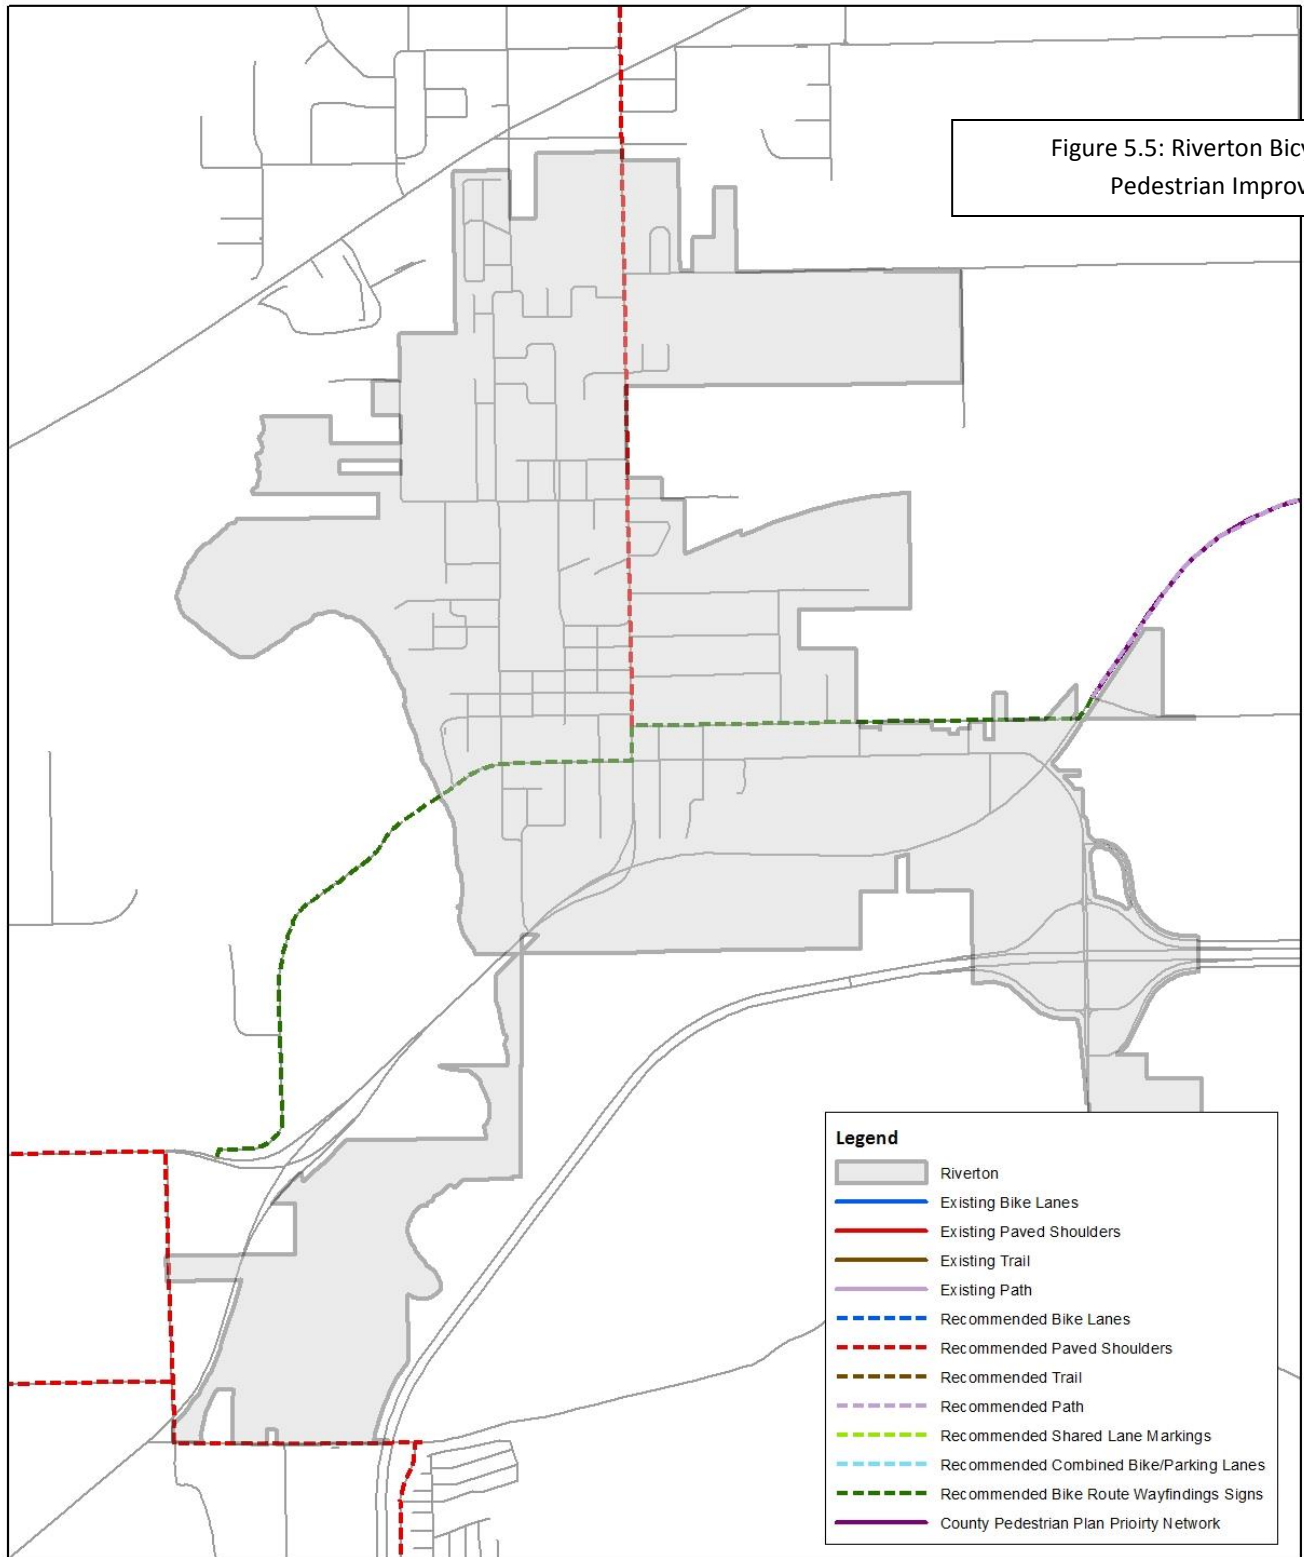 Figure 5.5: Riverton
Pedestrian
Legend
Riverton
Existing Bike Lanes
Existing Paved Shoulders
Existing Trail
Existing Path
Recommended Bike Lanes
Recommended Paved Shoulders
Recommended Trail
Recommended Path
Recommended Shared Lane Markings
Recommended Combined Bike/Parking Lanes
Recommended Bike Route Wayfindings Signs
County Pedestrian Plan Prioirty Network